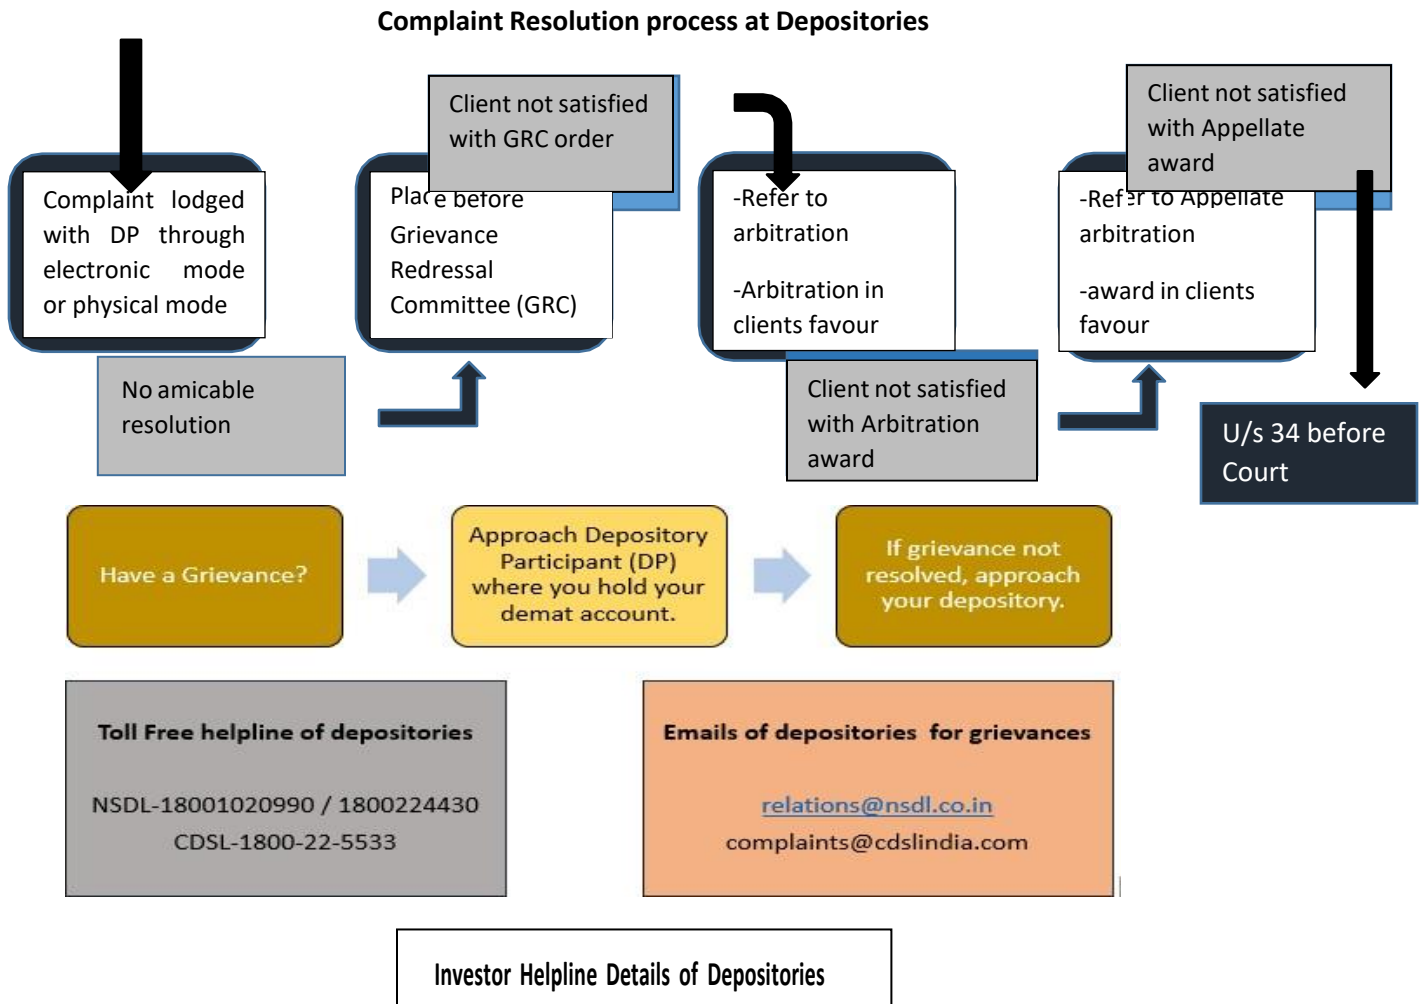 Complaint Resolution process at Depositories
Complaint lodged
with DP through
electronic mode
or physical mode
No amicable
resolution
Place before
Grievance
Redressal
Committee (GRC)
Client not satisfied
with GRC order
-Refer to
arbitration
-Arbitration in
clients favour
Client not satisfied
with Arbitration
award
-Refer to Appellate
arbitration
-award in clients
favour
Client not satisfied
with Appellate
award
U/s 34 before
Court
Have a Grievance?
Approach Depository
Participant (DP)
where you hold your
demat account.
If grievance not
resolved, approach
your depository.
Toll Free helpline of depositories
NSDL-18001020990 / 1800224430
CDSL-1800-22-5533
Emails of depositories for grievances
relations@nsdl.co.in
complaints@cdslindia.com
Investor Helpline Details of Depositories